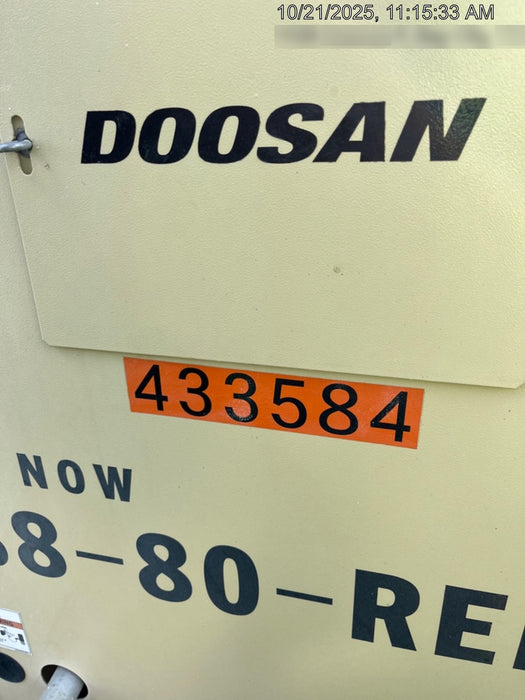 10/21/2025, 11:15:33 AM
DOOSAN
433584
NOW
8-80-RE